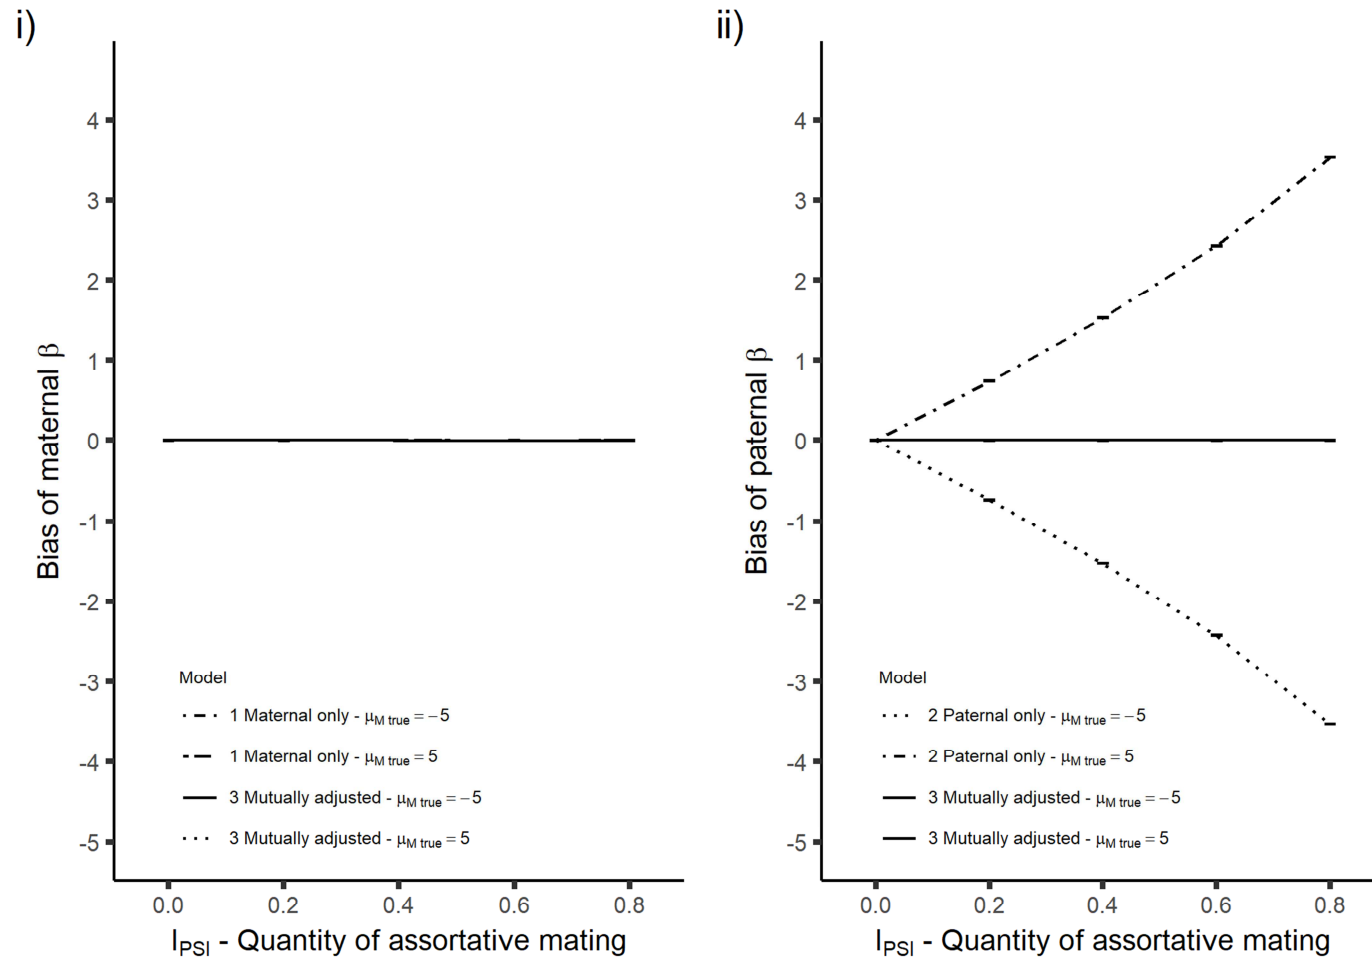 i)
4
3
2
1
0
-1
-2
-3
-4
-5
Bias of maternal β
Model
1 Maternal only - μM true = −5
1 Maternal only - μM true = 5
3 Mutually adjusted - μM true = −5
3 Mutually adjusted - μM true = 5
0.0 0.2 0.4 0.6 0.8
IPSI - Quantity of assortative mating
ii)
4
3
2
1
0
-1
-2
-3
-4
-5
Bias of paternal β
Model
2 Paternal only - μM true = −5
2 Paternal only - μM true = 5
3 Mutually adjusted - μM true = −5
3 Mutually adjusted - μM true = 5
0.0 0.2 0.4 0.6 0.8
IPSI - Quantity of assortative mating